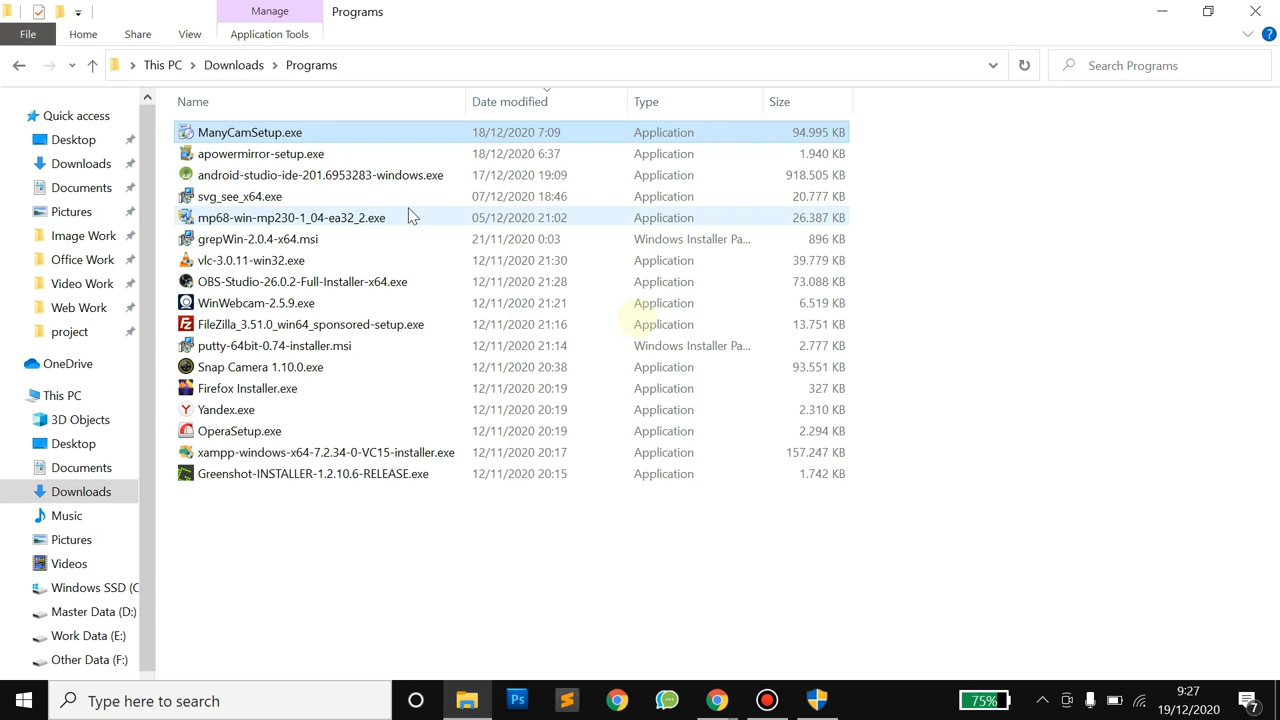 Manage
Programs
File
Home
Share
View
Application Tools
This PC
Downloads
Programs
Search Programs
Name
Date modified
Type
Size
ManyCamSetup.exe 18/12/2020 7:09 Application 94.995 KB
apowermirror-setup.exe 18/12/2020 6:37 Application 1.940 KB
android-studio-ide-201.6953283-windows.exe 17/12/2020 19:09 Application 918.505 KB
svg_see_x64.exe 07/12/2020 18:46 Application 20.777 KB
mp68-win-mp230-1_04-ea32_2.exe 05/12/2020 21:02 Application 26.387 KB
grepWin-2.0.4-x64.msi 21/11/2020 0:03 Windows Installer Pa... 896 KB
vlc-3.0.11-win32.exe 12/11/2020 21:30 Application 39.779 KB
OBS-Studio-26.0.2-Full-Installer-x64.exe 12/11/2020 21:28 Application 73.088 KB
WinWebcam-2.5.9.exe 12/11/2020 21:21 Application 6.519 KB
FileZilla_3.51.0_win64_sponsored-setup.exe 12/11/2020 21:16 Application 13.751 KB
putty-64bit-0.74-installer.msi 12/11/2020 21:14 Windows Installer Pa... 2.777 KB
Snap Camera 1.10.0.exe 12/11/2020 20:38 Application 93.551 KB
Firefox Installer.exe 12/11/2020 20:19 Application 327 KB
Yandex.exe 12/11/2020 20:19 Application 2.310 KB
OperaSetup.exe 12/11/2020 20:19 Application 2.294 KB
xampp-windows-x64-7.2.34-0-VC15-installer.exe 12/11/2020 20:17 Application 157.247 KB
Greenshot-INSTALLER-1.2.10.6-RELEASE.exe 12/11/2020 20:15 Application 1.742 KB
Quick access
Desktop
Downloads
Documents
Pictures
Image Work
Office Work
Video Work
Web Work
project
OneDrive
This PC
3D Objects
Desktop
Documents
Downloads
Music
Pictures
Videos
Windows SSD (C
Master Data (D:)
Work Data (E:)
Other Data (F:)
Type here to search
Ps
75%
9:27
19/12/2020
7